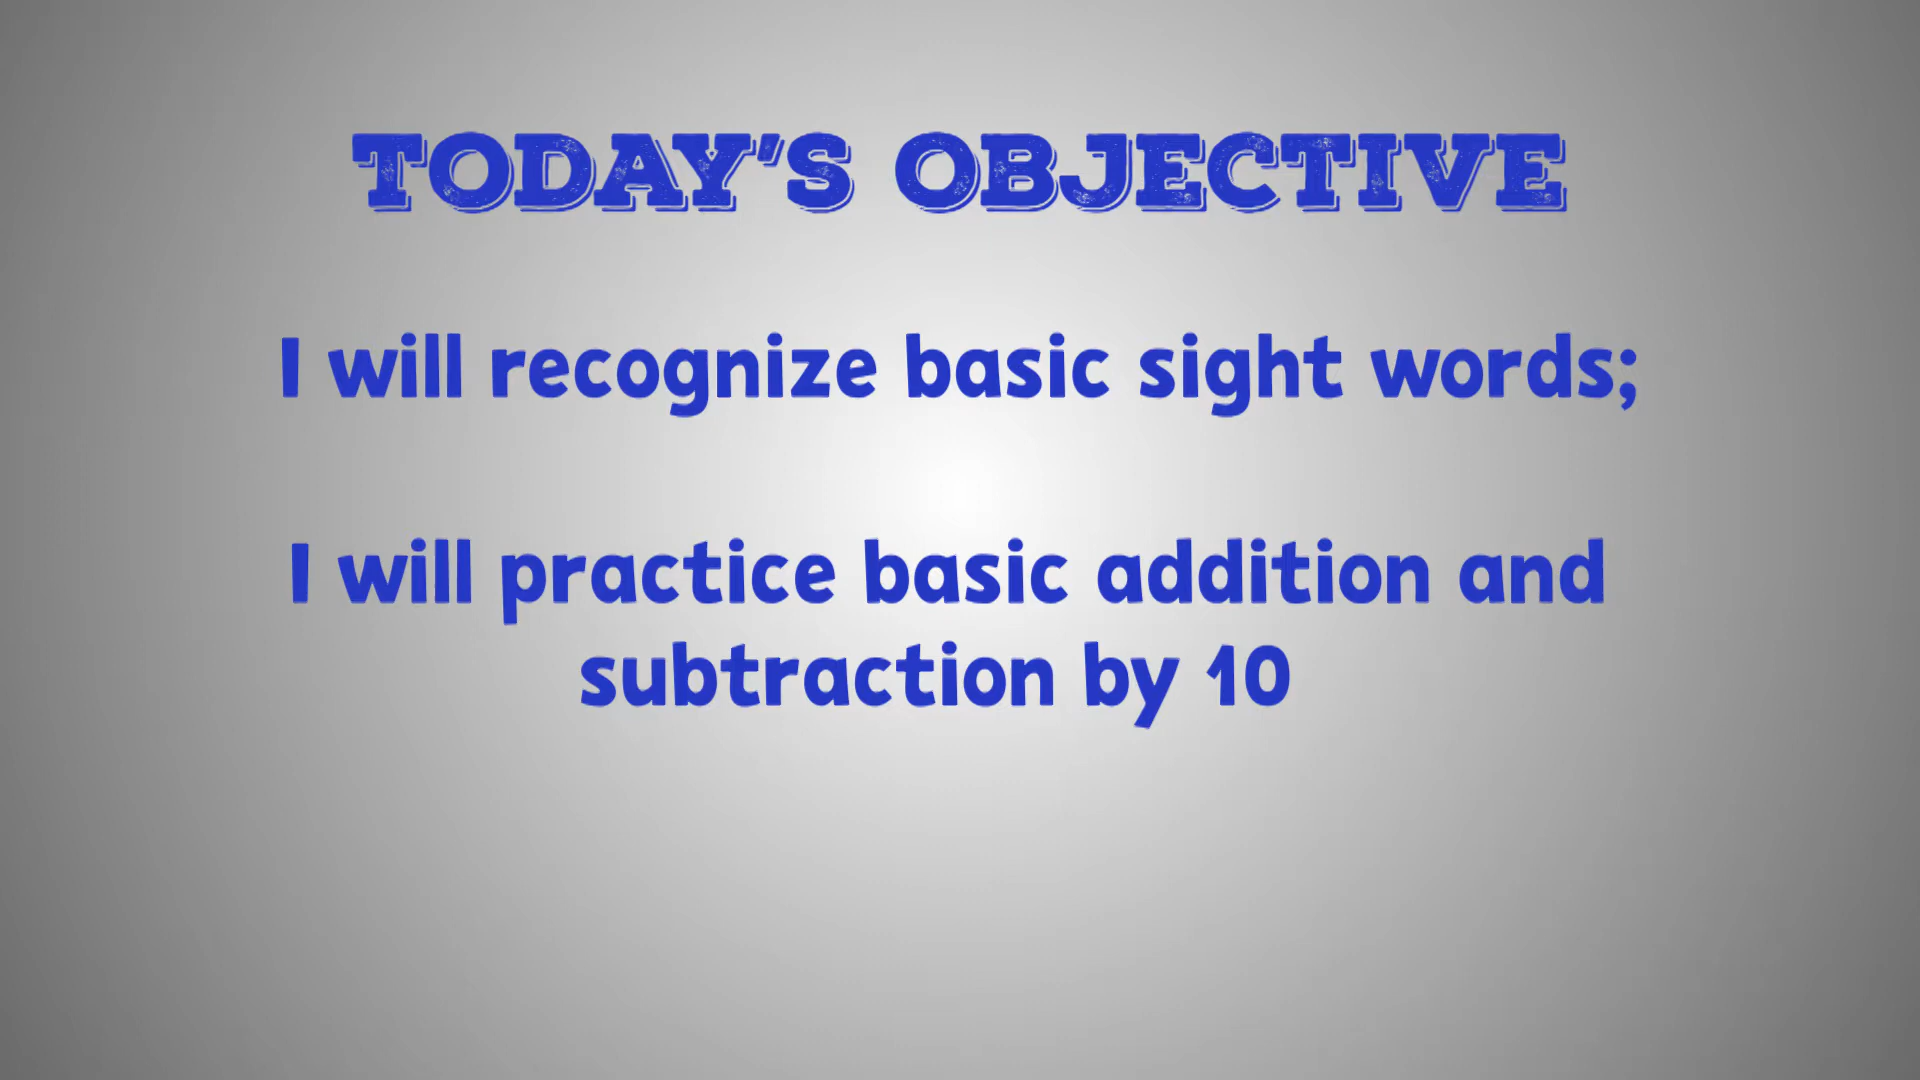 TODAY'S OBJECTIVE
I will recognize basic sight words;
I will practice basic addition and
subtraction by 10